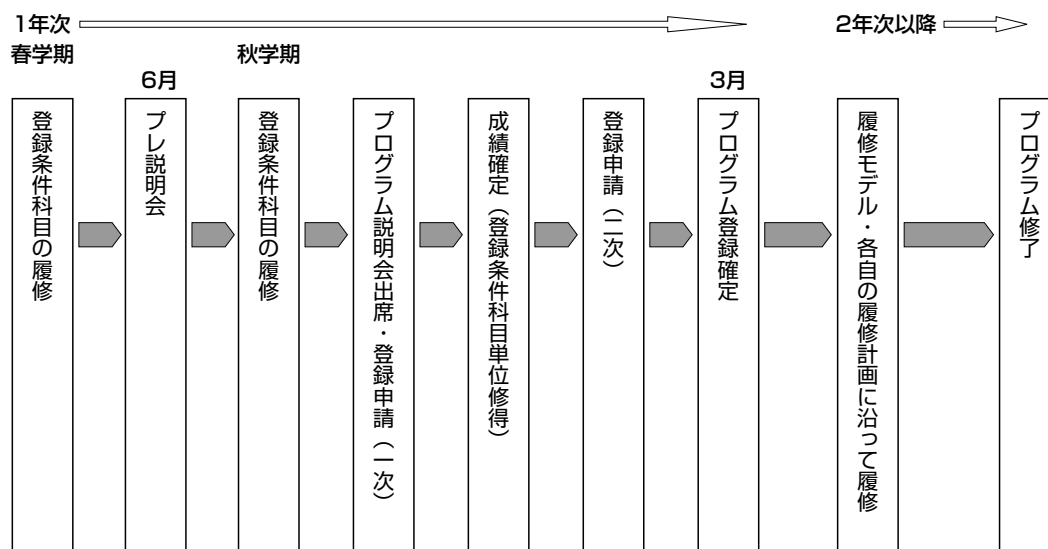 1年次
2年次以降
春学期
秋学期
6月
3月
登録条件科目の履修
プレ説明会
登録条件科目の履修
プログラム説明会出席・登録申請（一次）
成績確定（登録条件科目単位修得）
登録申請（二次）
プログラム登録確定
履修モデル・各自の履修計画に沿って履修
プログラム修了